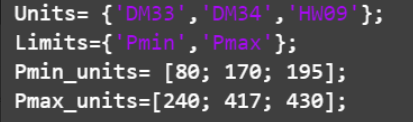 Units= {'DM33','DM34','HW09'};
Limits={'Pmin','Pmax'};
Pmin_units= [80; 170; 195];
Pmax_units=[240; 417; 430];